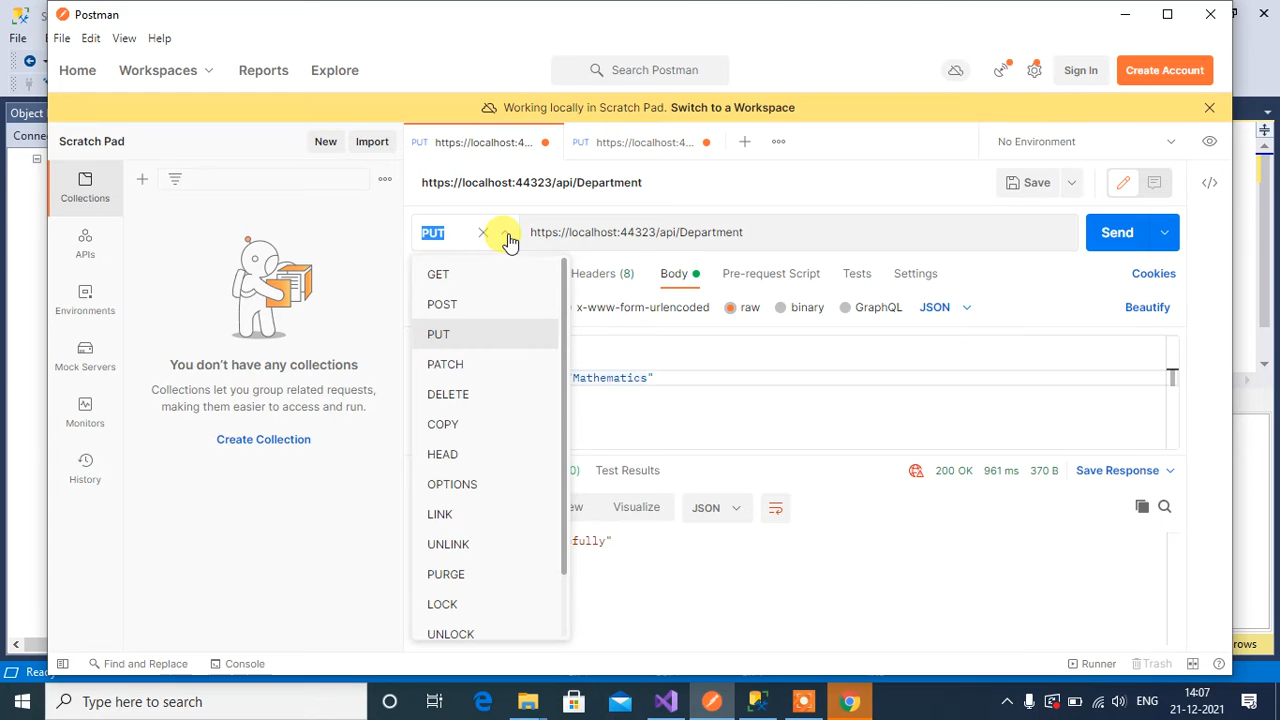 Postman
File Edit View Help
File
Home Workspaces Reports Explore Search Postman Sign In Create Account
Working locally in Scratch Pad. Switch to a Workspace
Object
Conne
Scratch Pad New Import
PUT https://localhost:4... PUT https://localhost:4... No Environment
Collections
https://localhost:44323/api/Department Save
PUT https://localhost:44323/api/Department Send
APIs
GET
POST
PUT
PATCH
DELETE
COPY
HEAD
OPTIONS
LINK
UNLINK
PURGE
LOCK
UNLOCK
Headers (8) Body Pre-request Script Tests Settings Cookies
x-www-form-urlencoded raw binary GraphQL JSON Beautify
Environments
Mock Servers
Monitors
History
You don't have any collections
Collections let you group related requests,
making them easier to access and run.
Create Collection
"Mathematics"
0) Test Results 200 OK 961 ms 370 B Save Response
ew Visualize JSON
fully"
Find and Replace Console Runner Trash
rows
Rea
Type here to search
ENG
14:07
21-12-2021